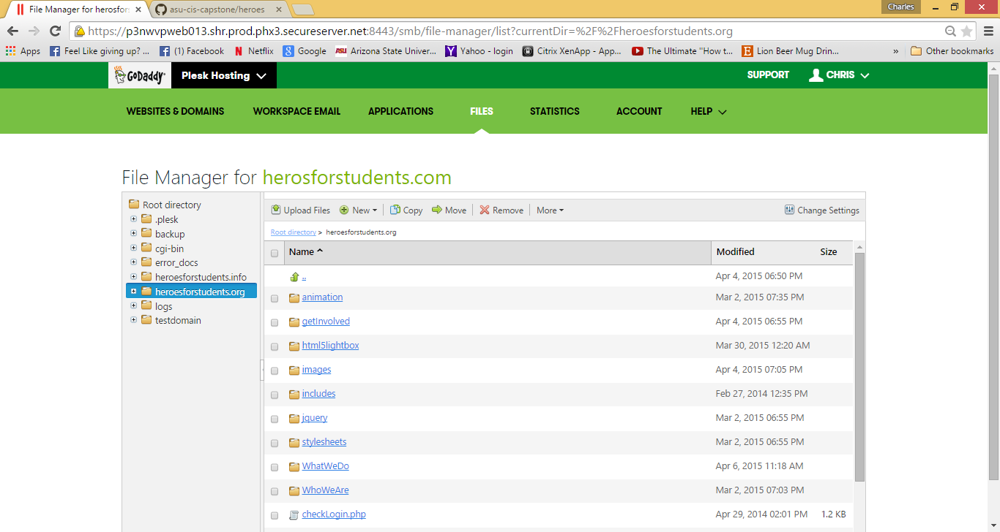 File Manager for herosfor
asu-cis-capstone/heroes
Charles
https://p3nwvpweb013.shr.prod.phx3.secureserver.net:8443/smb/file-manager/list?currentDir=%2F%2Fheroesforstudents.org
Apps Feel Like giving up? ... (1) Facebook Netflix Google ASU Arizona State Univer... Yahoo - login Citrix XenApp - App... The Ultimate "How t... E Lion Beer Mug Drin... » Other bookmarks
GoDaddy Plesk Hosting SUPPORT CHRIS
WEBSITES & DOMAINS WORKSPACE EMAIL APPLICATIONS FILES STATISTICS ACCOUNT HELP
File Manager for herosforstudents.com
Root directory
.plesk
backup
cgi-bin
error_docs
heroesforstudents.info
heroesforstudents.org
logs
testdomain
Upload Files New Copy Move Remove More Change Settings
Root directory > heroesforstudents.org
Name Modified Size
.. Apr 4, 2015 06:50 PM
animation Mar 2, 2015 07:35 PM
getInvolved Apr 4, 2015 06:55 PM
html5lightbox Mar 30, 2015 12:20 AM
images Apr 4, 2015 07:05 PM
includes Feb 27, 2014 12:35 PM
jquery Mar 2, 2015 06:55 PM
stylesheets Mar 2, 2015 06:55 PM
WhatWeDo Apr 6, 2015 11:18 AM
WhoWeAre Mar 2, 2015 07:03 PM
checkLogin.php Apr 29, 2014 02:01 PM 1.2 KB